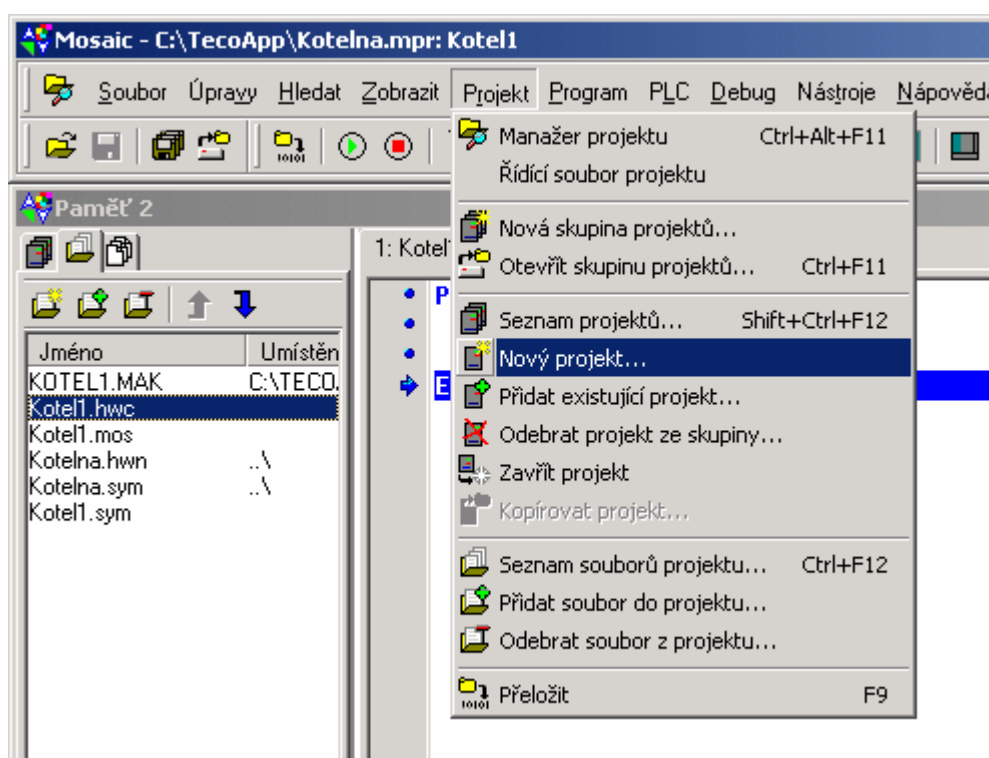 Mosaic - C:\TecoApp\Kotelna.mpr: Kotel1
Soubor Úpravy Hledat Zobrazit Projekt Program PLC Debug Nástroje Nápověda
Manažer projektu Ctrl+Alt+F11
Řídící soubor projektu
Paměť 2
Nová skupina projektů...
1: Kotel
Otevřít skupinu projektů... Ctrl+F11
P
Seznam projektů... Shift+Ctrl+F12
Jméno Umístěn
Nový projekt...
KOTEL1.MAK C:\TECO.
E
Přidat existující projekt...
Kotel1.hwc
Kotel1.mos
Odebrat projekt ze skupiny...
Kotelna.hwn ..\
Zavřít projekt
Kotelna.sym ..\
Kotel1.sym
Kopírovat projekt...
Seznam souborů projektu... Ctrl+F12
Přidat soubor do projektu...
Odebrat soubor z projektu...
Přeložit F9